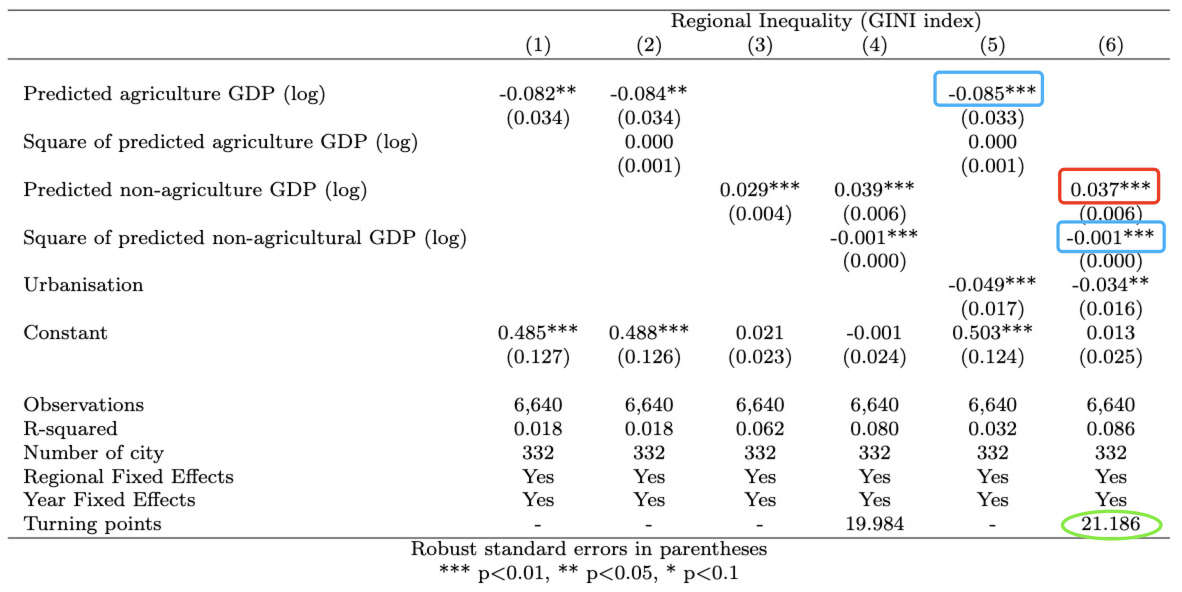 Regional Inequality (GINI index)
(1) (2) (3) (4) (5) (6)
Predicted agriculture GDP (log) -0.082** -0.084** -0.085***
(0.034) (0.034) (0.033)
Square of predicted agriculture GDP (log) 0.000 0.000
(0.001) (0.001)
Predicted non-agriculture GDP (log) 0.029*** 0.039*** 0.037***
(0.004) (0.006) (0.006)
Square of predicted non-agricultural GDP (log) -0.001*** -0.001***
(0.000) (0.000)
Urbanisation -0.049*** -0.034**
(0.017) (0.016)
Constant 0.485*** 0.488*** 0.021 -0.001 0.503*** 0.013
(0.127) (0.126) (0.023) (0.024) (0.124) (0.025)
Observations 6,640 6,640 6,640 6,640 6,640 6,640
R-squared 0.018 0.018 0.062 0.080 0.032 0.086
Number of city 332 332 332 332 332 332
Regional Fixed Effects Yes Yes Yes Yes Yes Yes
Year Fixed Effects Yes Yes Yes Yes Yes Yes
Turning points - - - 19.984 - 21.186
Robust standard errors in parentheses
*** p<0.01, ** p<0.05, * p<0.1